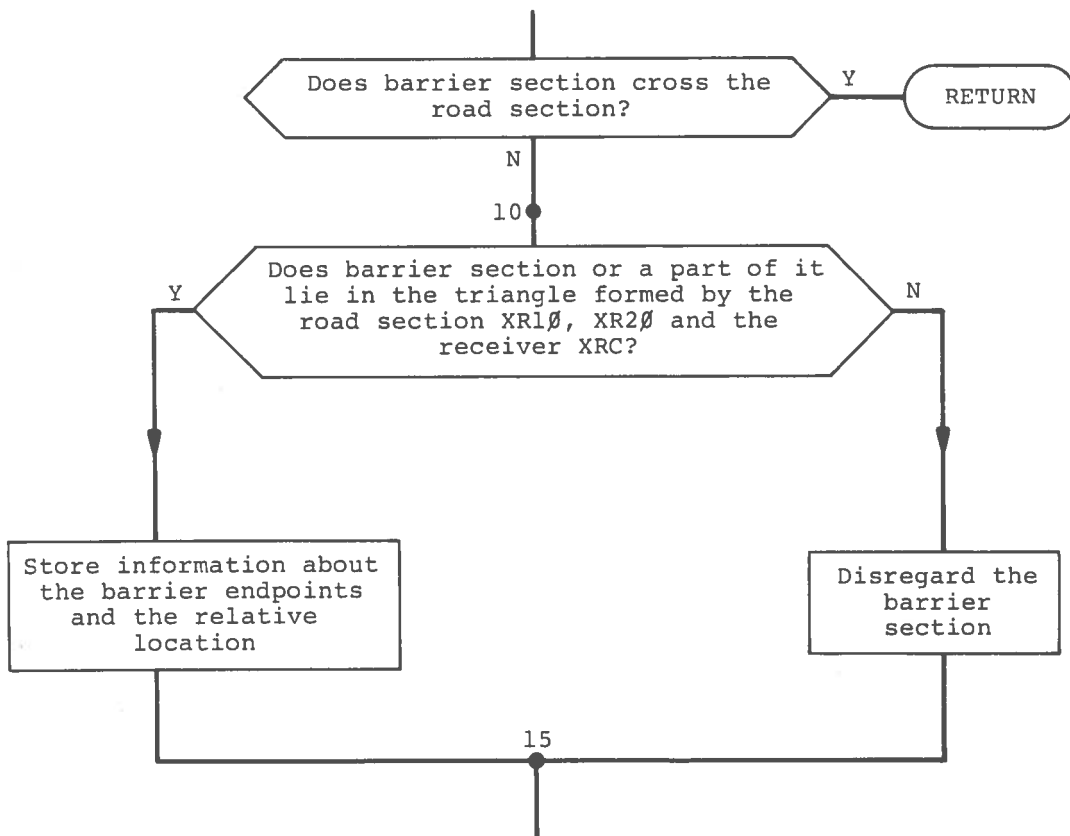 Does barrier section cross the
road section?
Y
RETURN
N
10
Does barrier section or a part of it
lie in the triangle formed by the
road section XR1Ø, XR2Ø and the
receiver XRC?
Y
N
Store information about
the barrier endpoints
and the relative
location
Disregard the
barrier
section
15